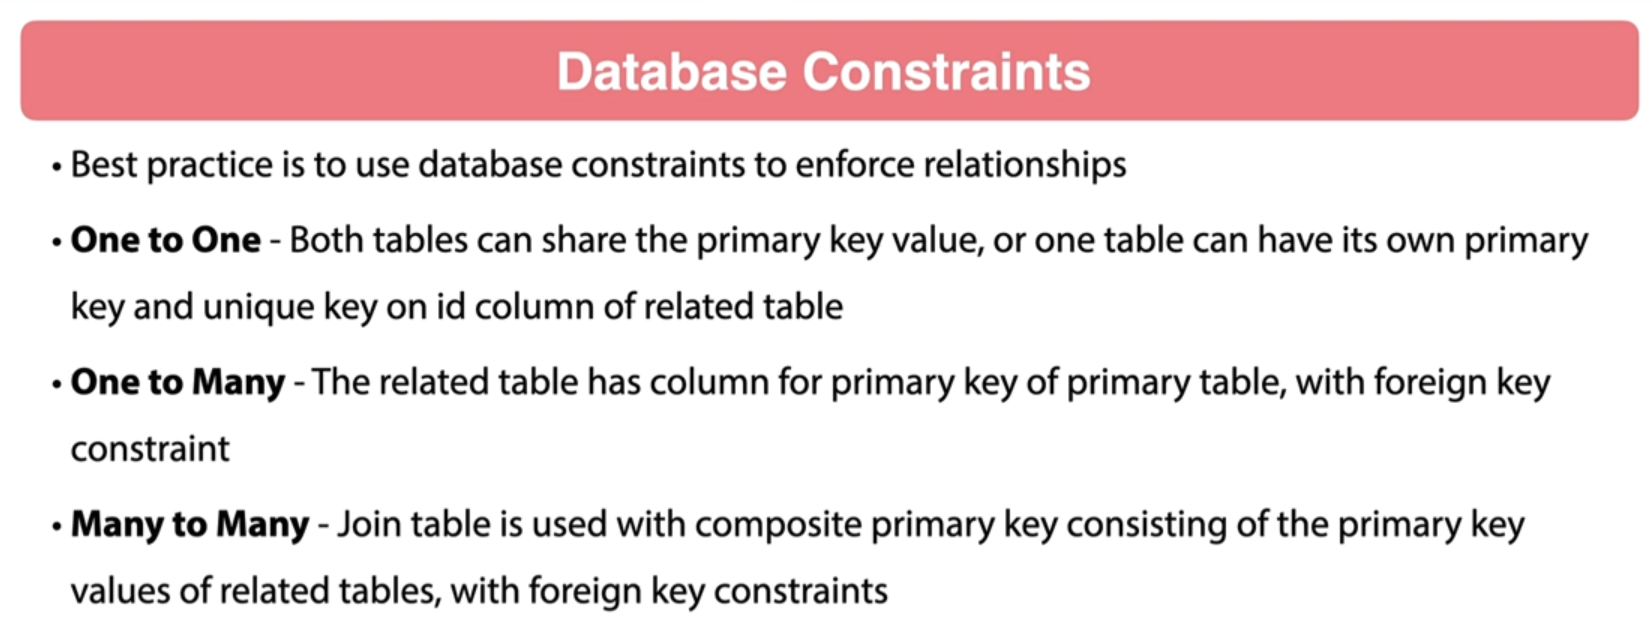 Database Constraints
• Best practice is to use database constraints to enforce relationships
• One to One - Both tables can share the primary key value, or one table can have its own primary
key and unique key on id column of related table
• One to Many - The related table has column for primary key of primary table, with foreign key
constraint
• Many to Many - Join table is used with composite primary key consisting of the primary key
values of related tables, with foreign key constraints